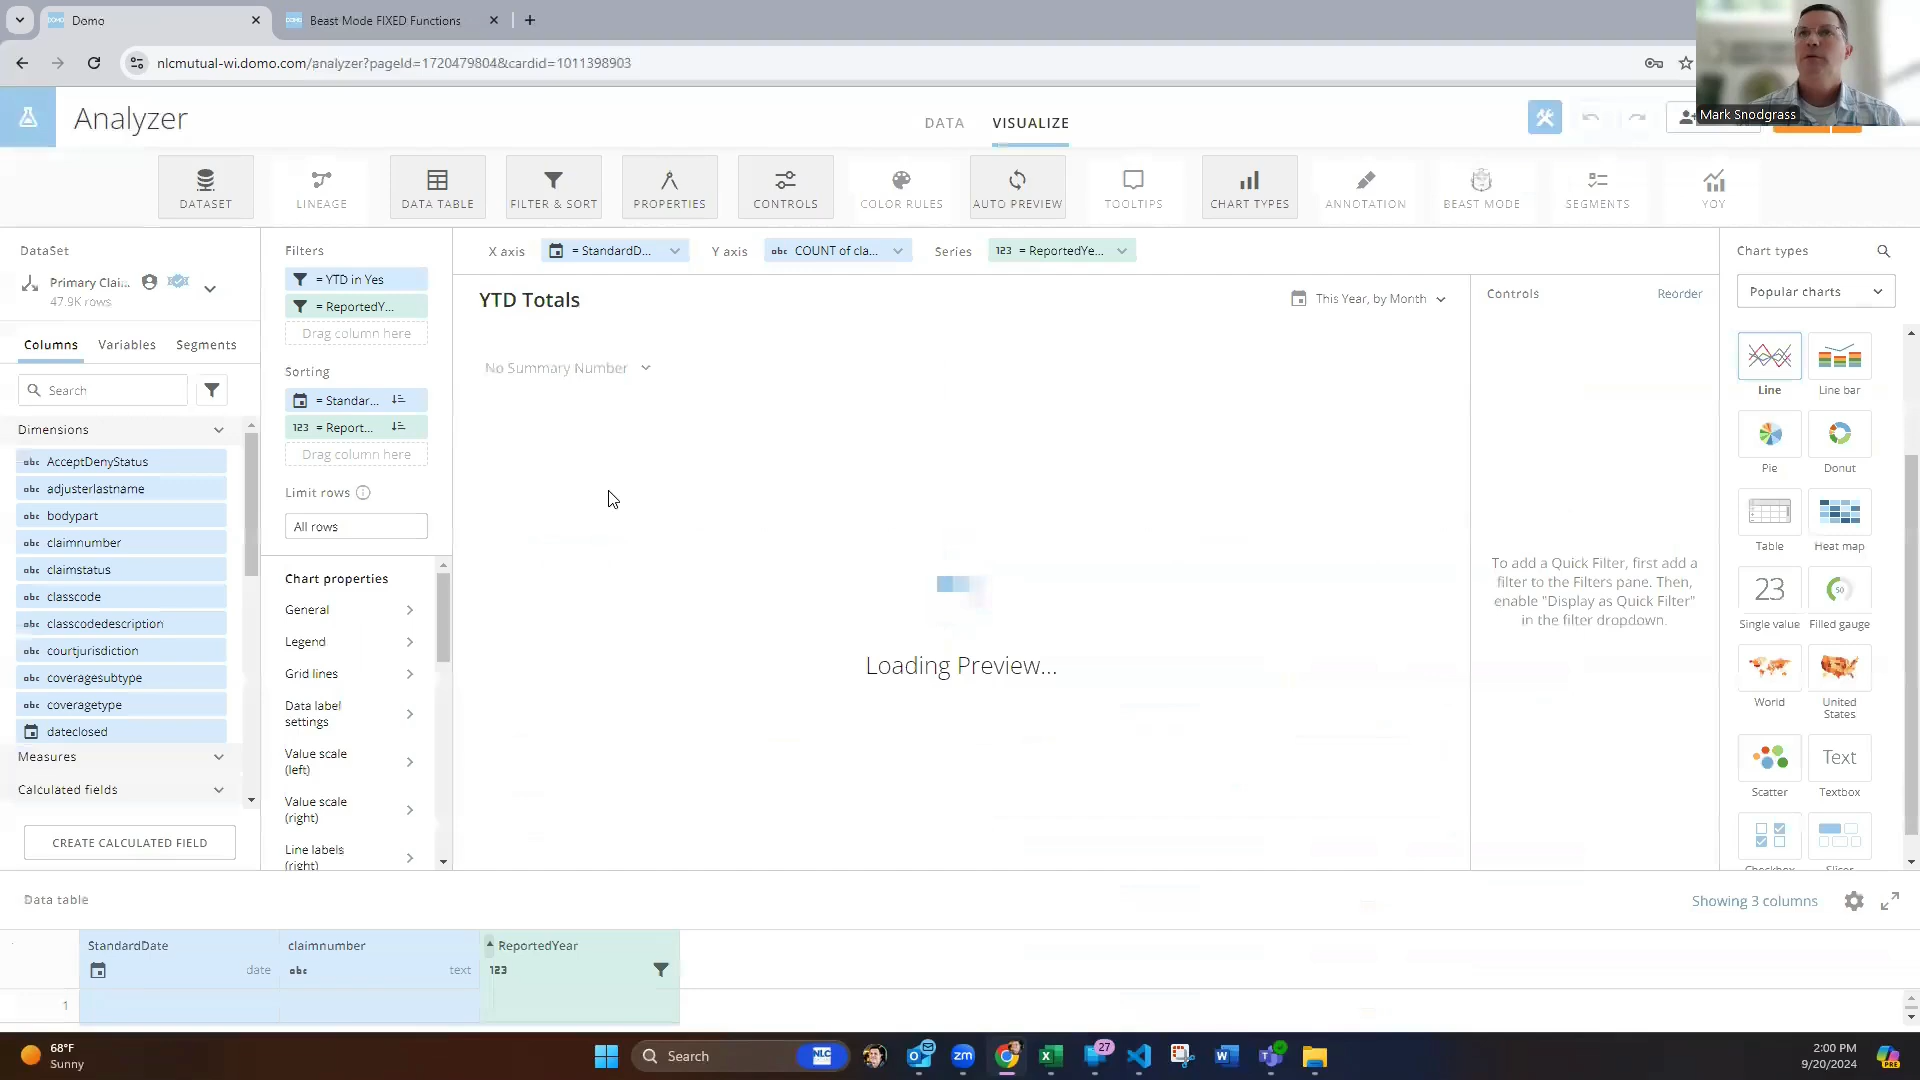 Domo
Beast Mode FIXED Functions
nlcmutual-wi.domo.com/analyzer?pageId=1720479804&cardid=1011398903
Mark Snodgrass
Analyzer
DATA
VISUALIZE
DATASET
LINEAGE
DATA TABLE
FILTER & SORT
PROPERTIES
CONTROLS
COLOR RULES
AUTO PREVIEW
TOOLTIPS
CHART TYPES
ANNOTATION
BEAST MODE
SEGMENTS
YOY
DataSet
Primary Clai...
47.9K rows
Columns
Variables
Segments
Search
Dimensions
abc AcceptDenyStatus
abc adjusterlastname
abc bodypart
abc claimnumber
abc claimstatus
abc classcode
abc classcodedescription
abc courtjurisdiction
abc coveragesubtype
abc coveragetype
dateclosed
Measures
Calculated fields
CREATE CALCULATED FIELD
Filters
= YTD in Yes
= ReportedY...
Drag column here
Sorting
= Standar...
123 = Report...
Drag column here
Limit rows
All rows
Chart properties
General
Legend
Grid lines
Data label
settings
Value scale
(left)
Value scale
(right)
Line labels
(right)
X axis
= StandardD...
Y axis
abc COUNT of cla...
Series
123 = ReportedYe...
YTD Totals
This Year, by Month
No Summary Number
Loading Preview...
Controls
Reorder
To add a Quick Filter, first add a
filter to the Filters pane. Then,
enable "Display as Quick Filter"
in the filter dropdown.
Chart types
Popular charts
Line
Line bar
Pie
Donut
Table
Heat map
23
50
Single value
Filled gauge
World
United
States
Text
Scatter
Textbox
Checkbox
Slicer
Data table
Showing 3 columns
StandardDate
date
claimnumber
abc
text
ReportedYear
123
1
68°F
Sunny
Search
NLC
zm
27
2:00 PM
9/20/2024
PRE